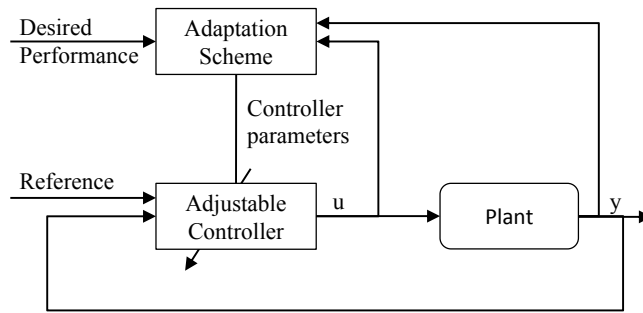 Desired
Performance
Adaptation
Scheme
Controller
parameters
Reference
Adjustable
Controller
u
Plant
y